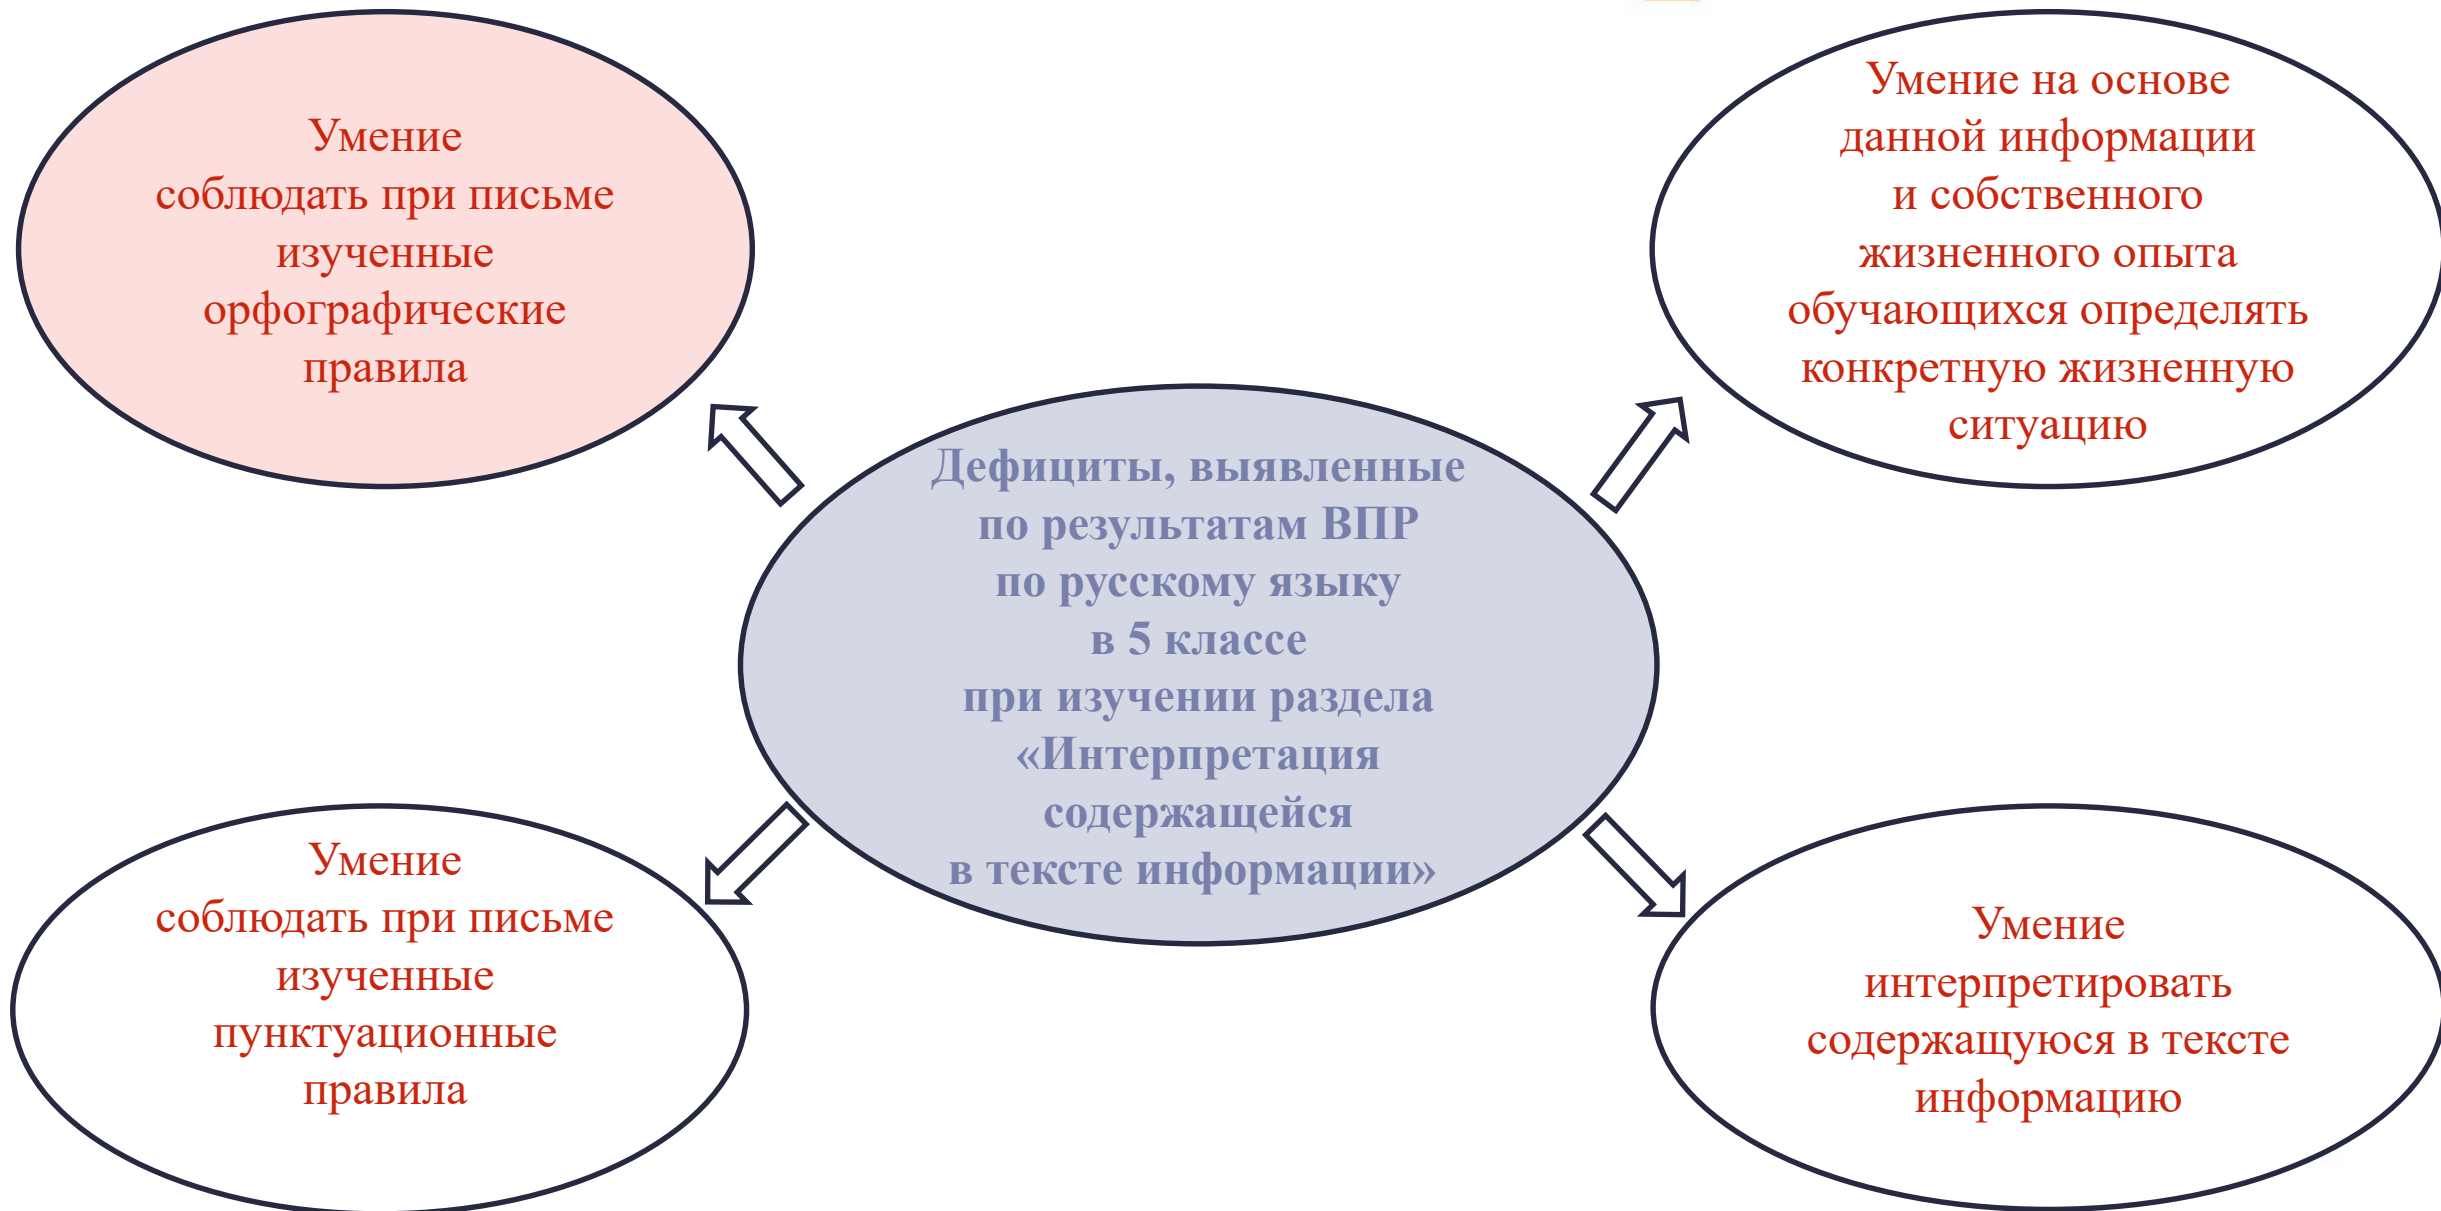 Умение
соблюдать при письме
изученные
орфографические
правила
Умение на основе
данной информации
и собственного
жизненного опыта
обучающихся определять
конкретную жизненную
ситуацию
Дефициты, выявленные
по результатам ВПР
по русскому языку
в 5 классе
при изучении раздела
«Интерпретация
содержащейся
в тексте информации»
Умение
соблюдать при письме
изученные
пунктуационные
правила
Умение
интерпретировать
содержащуюся в тексте
информацию